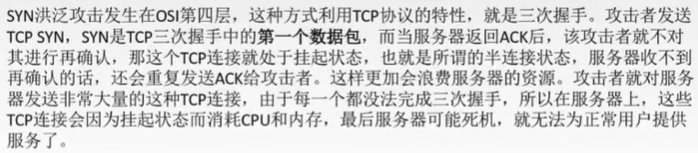 SYN洪泛攻击发生在OSI第四层，这种方式利用TCP协议的特性，就是三次握手。攻击者发送
TCP SYN，SYN是TCP三次握手中的第一个数据包，而当服务器返回ACK后，该攻击者就不对
其进行再确认，那这个TCP连接就处于挂起状态，也就是所谓的半连接状态，服务器收不到
再确认的话，还会重复发送ACK给攻击者。这样更加会浪费服务器的资源。攻击者就对服务
器发送非常大量的这种TCP连接，由于每一个都没法完成三次握手，所以在服务器上，这些
TCP连接会因为挂起状态而消耗CPU和内存，最后服务器可能死机，就无法为正常用户提供
服务了。